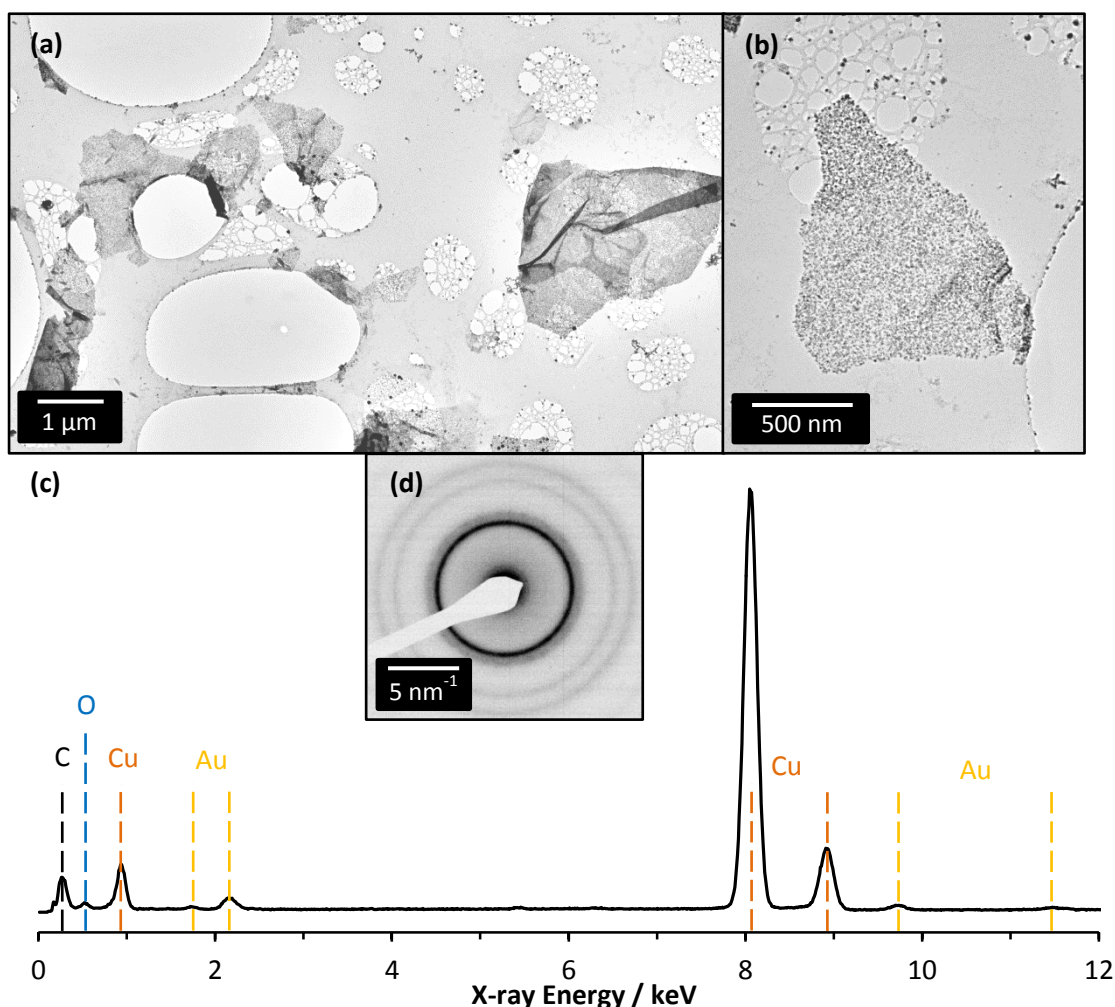 (a)
1 µm
(b)
500 nm
(c)
(d)
5 nm⁻¹
C
O
Cu
Au
Cu
Au
0 2 4 6 8 10 12
X-ray Energy / keV